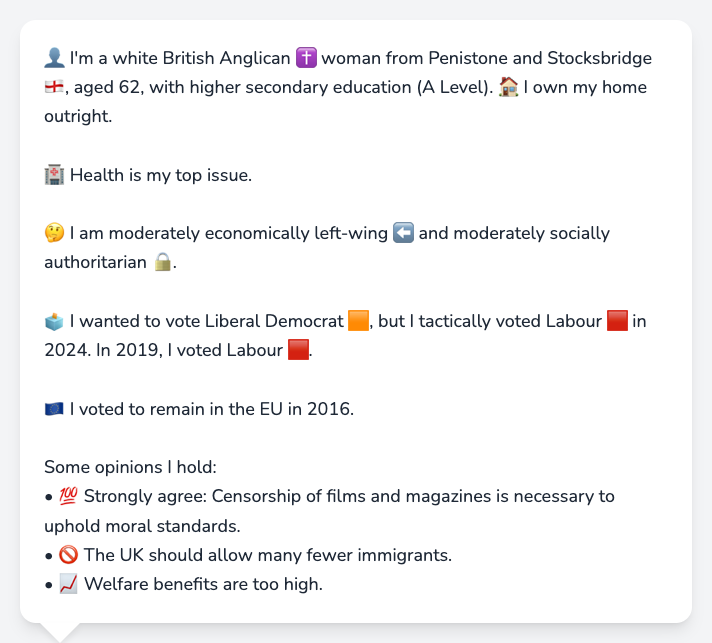 👤 I'm a white British Anglican ✝️ woman from Penistone and Stocksbridge
🏴󠁧󠁢󠁥󠁮󠁧󠁿, aged 62, with higher secondary education (A Level). 🏠 I own my home
outright.
🏥 Health is my top issue.
🤔 I am moderately economically left-wing ⬅️ and moderately socially
authoritarian 🔒.
🗳️ I wanted to vote Liberal Democrat 🟧, but I tactically voted Labour 🟥 in
2024. In 2019, I voted Labour 🟥.
🇪🇺 I voted to remain in the EU in 2016.
Some opinions I hold:
• 💯 Strongly agree: Censorship of films and magazines is necessary to
uphold moral standards.
• 🚫 The UK should allow many fewer immigrants.
• 📈 Welfare benefits are too high.